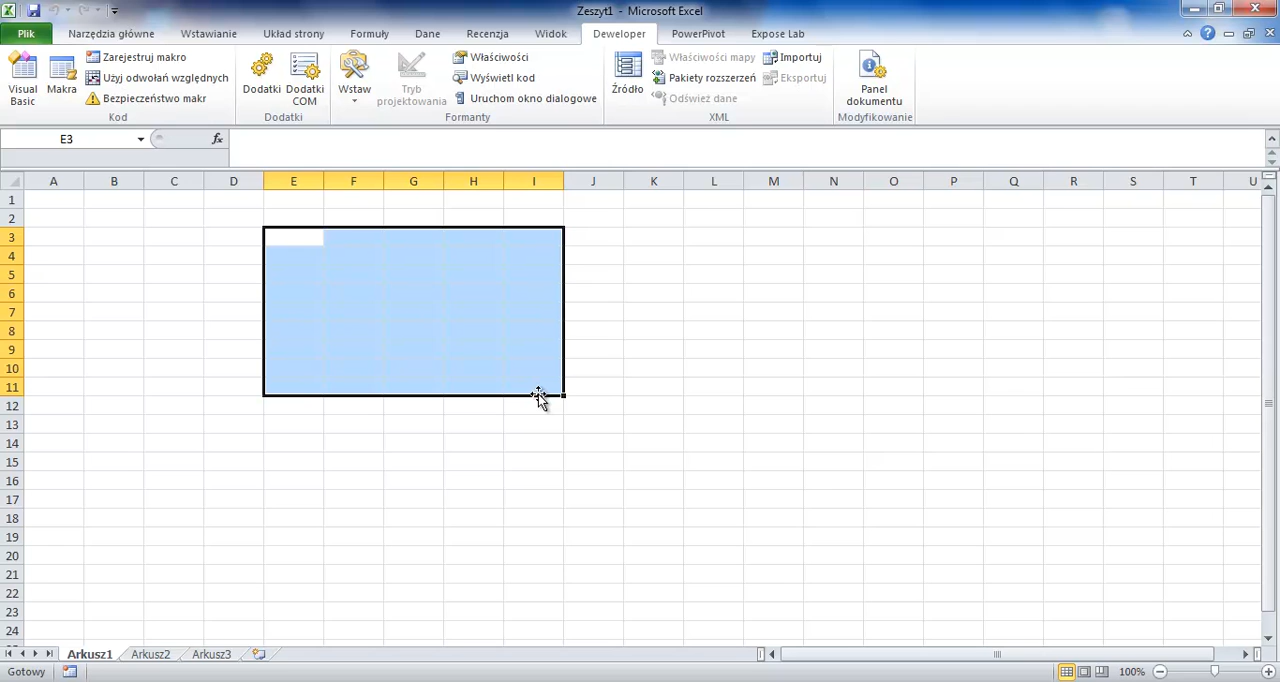 Zeszyt1 - Microsoft Excel
Plik Narzędzia główne Wstawianie Układ strony Formuły Dane Recenzja Widok Deweloper PowerPivot Expose Lab
Visual Basic
Makra
Zarejestruj makro
Użyj odwołań względnych
Bezpieczeństwo makr
Kod
Dodatki
Dodatki COM
Dodatki
Wstaw
Tryb projektowania
Właściwości
Wyświetl kod
Uruchom okno dialogowe
Formanty
Źródło
Właściwości mapy
Pakiety rozszerzeń
Odśwież dane
Importuj
Eksportuj
XML
Panel dokumentu
Modyfikowanie
E3 fx
A B C D E F G H I J K L M N O P Q R S T U
1
2
3
4
5
6
7
8
9
10
11
12
13
14
15
16
17
18
19
20
21
22
23
24
Arkusz1 Arkusz2 Arkusz3
Gotowy 100%